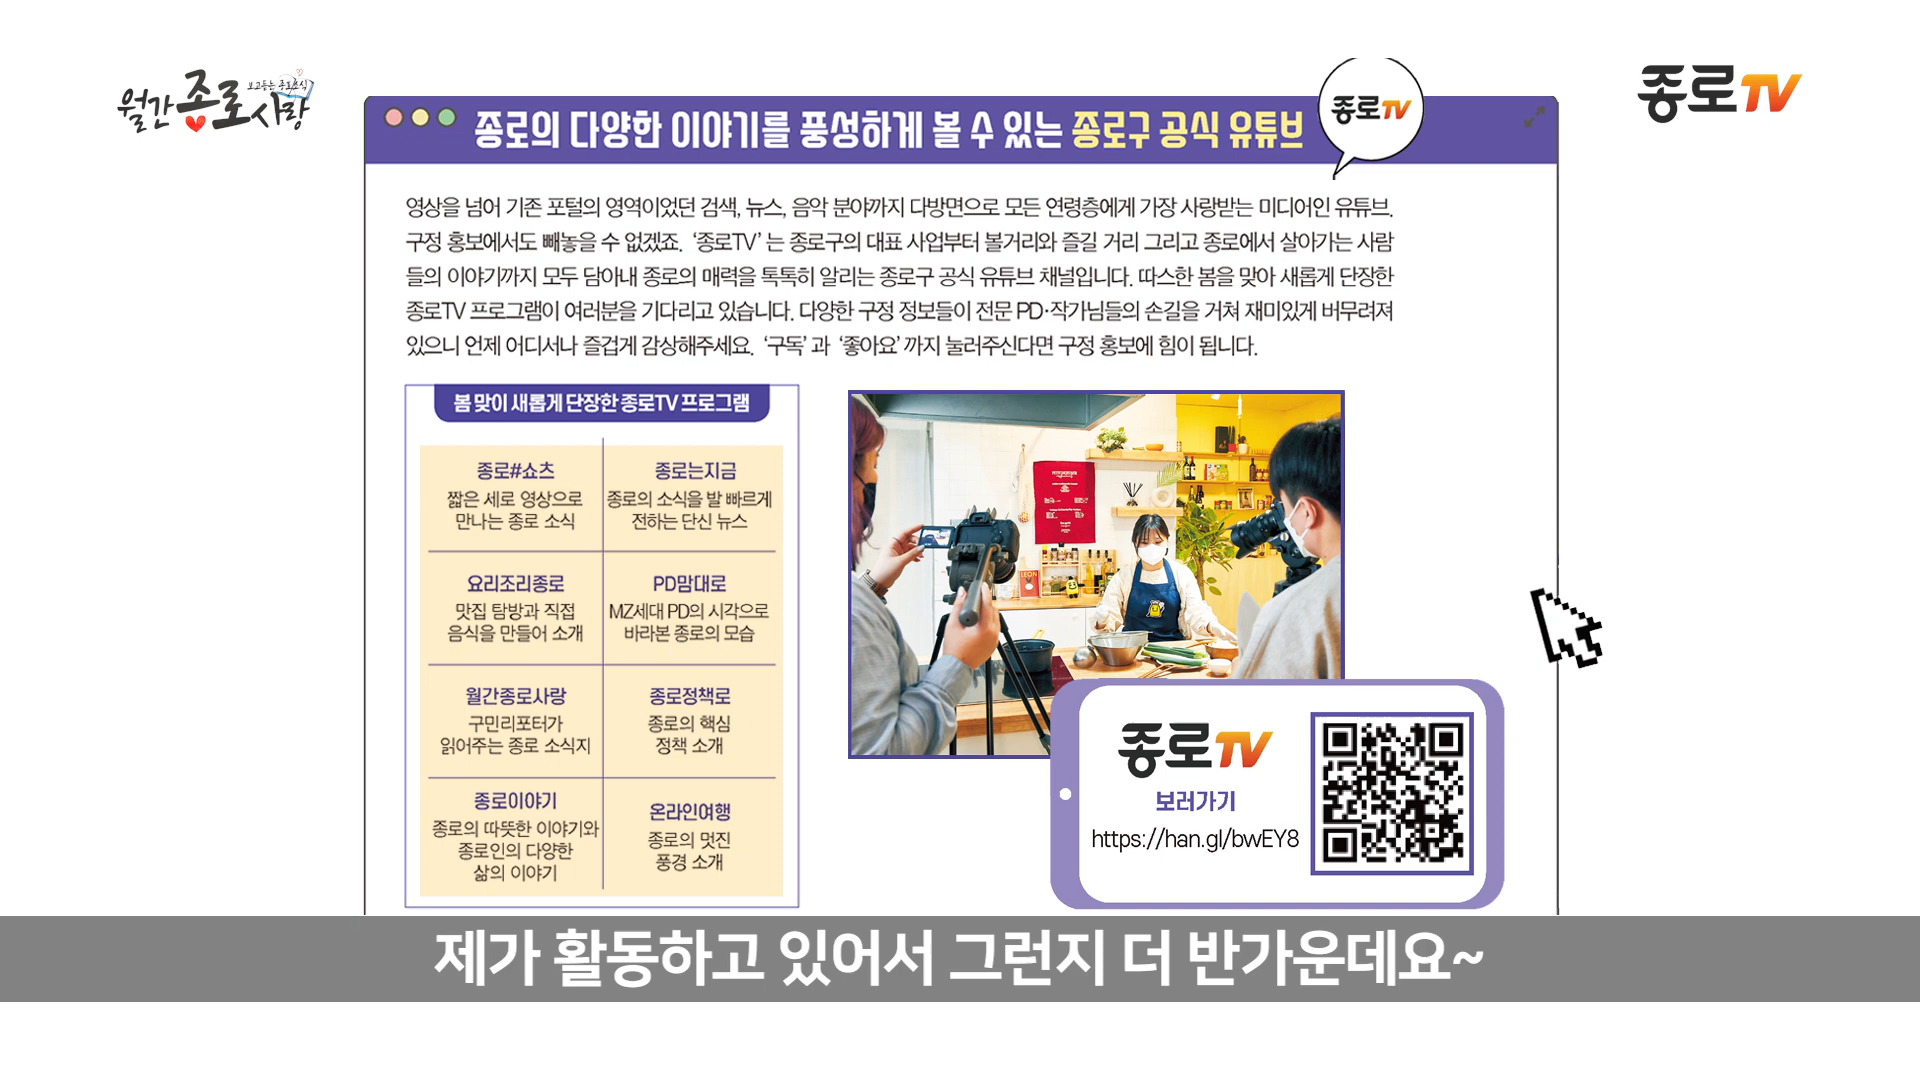 월간 종로 사랑
보고듣는 종로소식
종로TV
종로의 다양한 이야기를 풍성하게 볼 수 있는 종로구 공식 유튜브
종로TV
영상을 넘어 기존 포털의 영역이었던 검색, 뉴스, 음악 분야까지 다방면으로 모든 연령층에게 가장 사랑받는 미디어인 유튜브.
구정 홍보에서도 빼놓을 수 없겠죠. ‘종로TV’는 종로구의 대표 사업부터 볼거리와 즐길 거리 그리고 종로에서 살아가는 사람
들의 이야기까지 모두 담아내 종로의 매력을 톡톡히 알리는 종로구 공식 유튜브 채널입니다. 따스한 봄을 맞아 새롭게 단장한
종로TV 프로그램이 여러분을 기다리고 있습니다. 다양한 구정 정보들이 전문 PD·작가님들의 손길을 거쳐 재미있게 버무려져
있으니 언제 어디서나 즐겁게 감상해주세요. ‘구독’과 ‘좋아요’까지 눌러주신다면 구정 홍보에 힘이 됩니다.
봄 맞이 새롭게 단장한 종로TV 프로그램
종로#쇼츠
짧은 세로 영상으로
만나는 종로 소식
종로는지금
종로의 소식을 발 빠르게
전하는 단신 뉴스
요리조리종로
맛집 탐방과 직접
음식을 만들어 소개
PD맘대로
MZ세대 PD의 시각으로
바라본 종로의 모습
월간종로사랑
구민리포터가
읽어주는 종로 소식지
종로정책로
종로의 핵심
정책 소개
종로이야기
종로의 따뜻한 이야기와
종로인의 다양한
삶의 이야기
온라인여행
종로의 멋진
풍경 소개
LEON
종로TV
보러가기
https://han.gl/bwEY8
제가 활동하고 있어서 그런지 더 반가운데요~